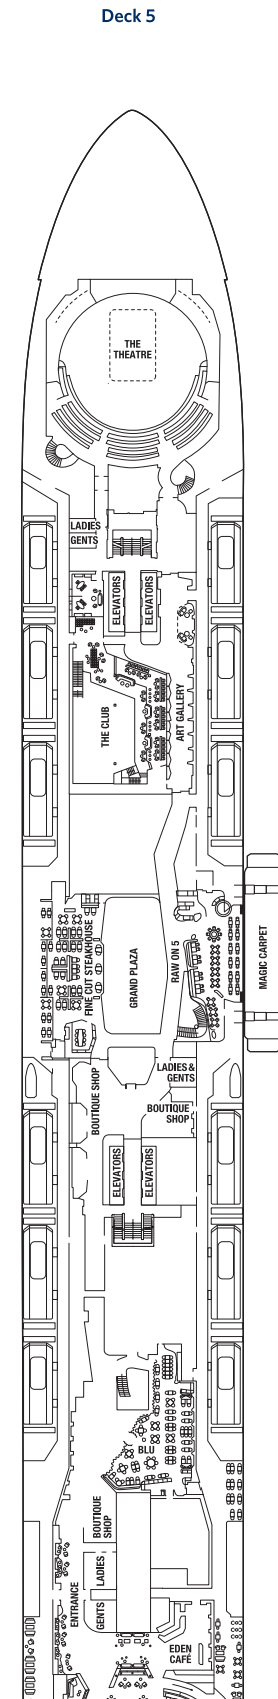 Deck 5
THE
THEATRE
LADIES
GENTS
ELEVATORS
ELEVATORS
THE CLUB
ART GALLERY
FINE CUT STEAKHOUSE
GRAND PLAZA
RAW ON 5
MAGIC CARPET
BOUTIQUE SHOP
LADIES &
GENTS
BOUTIQUE
SHOP
ELEVATORS
ELEVATORS
BLU
BOUTIQUE
SHOP
LADIES
GENTS
ENTRANCE
EDEN
CAFÉ